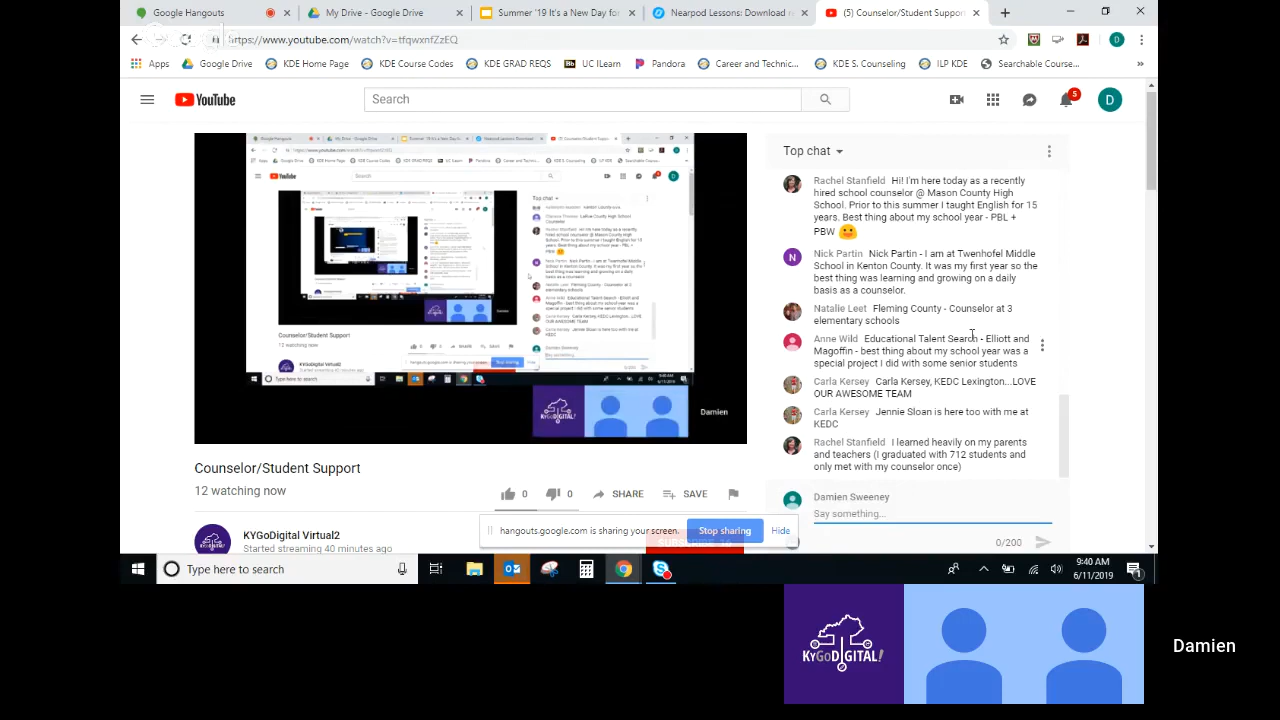 Google Hangouts
My Drive - Google Drive
Summer '19 It's a New Day for
Nearpod Lessons: Download r
(5) Counselor/Student Support
https://www.youtube.com/watch?v=tfqwxnfZzEQ
Apps
Google Drive
KDE Home Page
KDE Course Codes
KDE GRAD REQS
Bb UC ILearn
Pandora
Career and Technic...
KDE S. Counseling
ILP KDE
Searchable Course...
YouTube
Search
5
D
Top chat
Rachel Stanfield Hi! I'm here today as a recently
hired school counselor @ Mason County High
School. Prior to this summer I taught English for 15
years. Best thing about my school year - PBL +
PBW
N
Nick Partin Nick Partin - I am at Twenhofel Middle
School in Kenton County. It was my first year so the
best thing was learning and growing on a daily
basis as a counselor.
Natalie Leet Fleming County - Counselor at 3
elementary schools
Anne Wild Educational Talent Search - Elliott and
Magoffin - best thing about my school year was a
special project I did with some senior students
Carla Kersey Carla Kersey, KEDC Lexington...LOVE
OUR AWESOME TEAM
Carla Kersey Jennie Sloan is here too with me at
KEDC
Rachel Stanfield I learned heavily on my parents
and teachers (I graduated with 712 students and
only met with my counselor once)
Damien Sweeney
Say something...
0/200
Damien
Counselor/Student Support
12 watching now
0
0
SHARE
SAVE
KYGoDigital Virtual2
Started streaming 40 minutes ago
hangouts.google.com is sharing your screen.
Stop sharing
Hide
Type here to search
9:40 AM
6/11/2019
1
KYGODIGITAL!
Damien